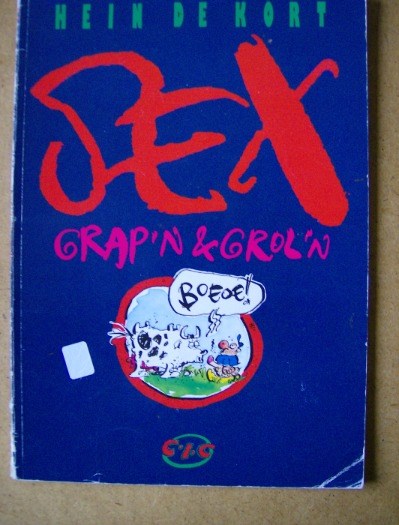 HEIN DE KORT
SEX
GRAP'N & GROL'N
BOEOE!
C.I.C